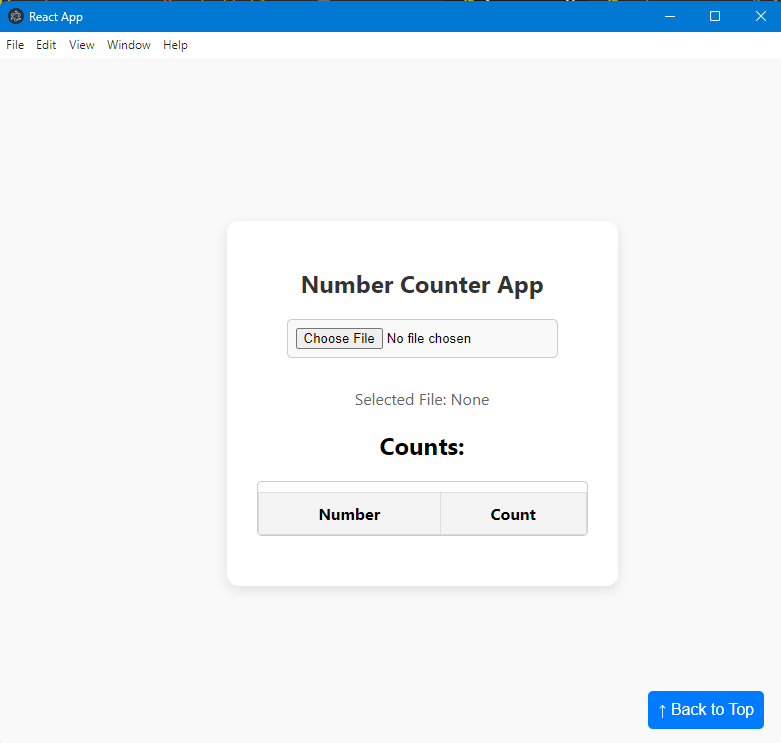 React App
File Edit View Window Help
Number Counter App
Choose File No file chosen
Selected File: None
Counts:
Number Count
↑ Back to Top